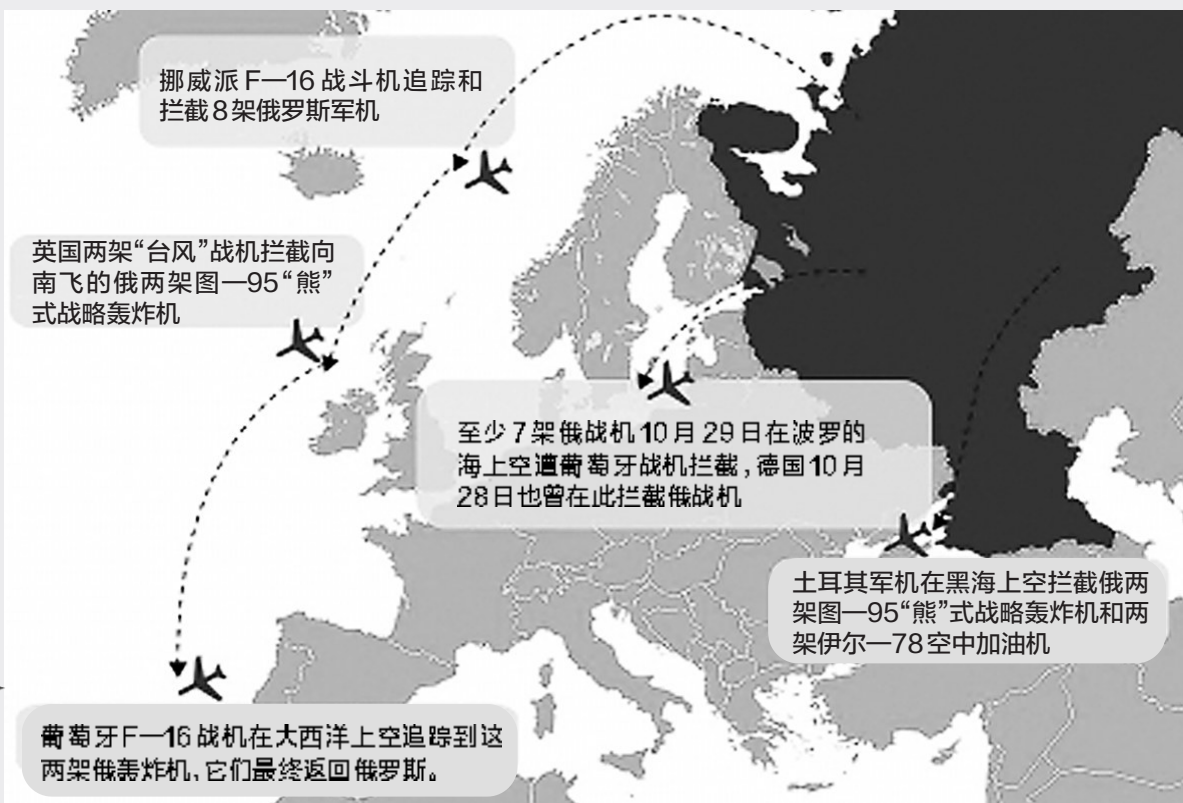 挪威派F—16战斗机追踪和
拦截8架俄罗斯军机
英国两架“台风”战机拦截向
南飞的俄两架图—95“熊”
式战略轰炸机
至少7架俄战机10月29日在波罗的
海上空遭葡萄牙战机拦截,德国10月
28日也曾在此拦截俄战机
土耳其军机在黑海上空拦截俄两
架图—95“熊”式战略轰炸机和两
架伊尔—78空中加油机
葡萄牙F—16战机在大西洋上空追踪到这
两架俄轰炸机,它们最终返回俄罗斯。